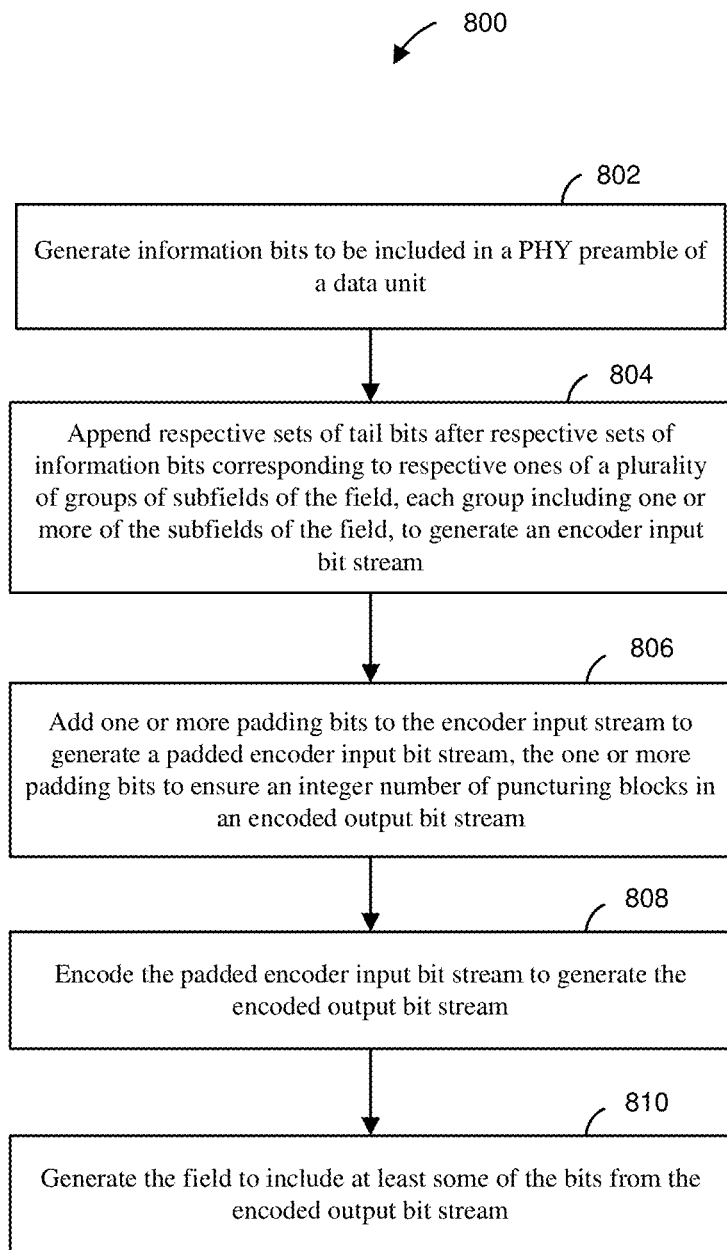 800
802
Generate information bits to be included in a PHY preamble of
a data unit
804
Append respective sets of tail bits after respective sets of
information bits corresponding to respective ones of a plurality
of groups of subfields of the field, each group including one or
more of the subfields of the field, to generate an encoder input
bit stream
806
Add one or more padding bits to the encoder input stream to
generate a padded encoder input bit stream, the one or more
padding bits to ensure an integer number of puncturing blocks in
an encoded output bit stream
808
Encode the padded encoder input bit stream to generate the
encoded output bit stream
810
Generate the field to include at least some of the bits from the
encoded output bit stream